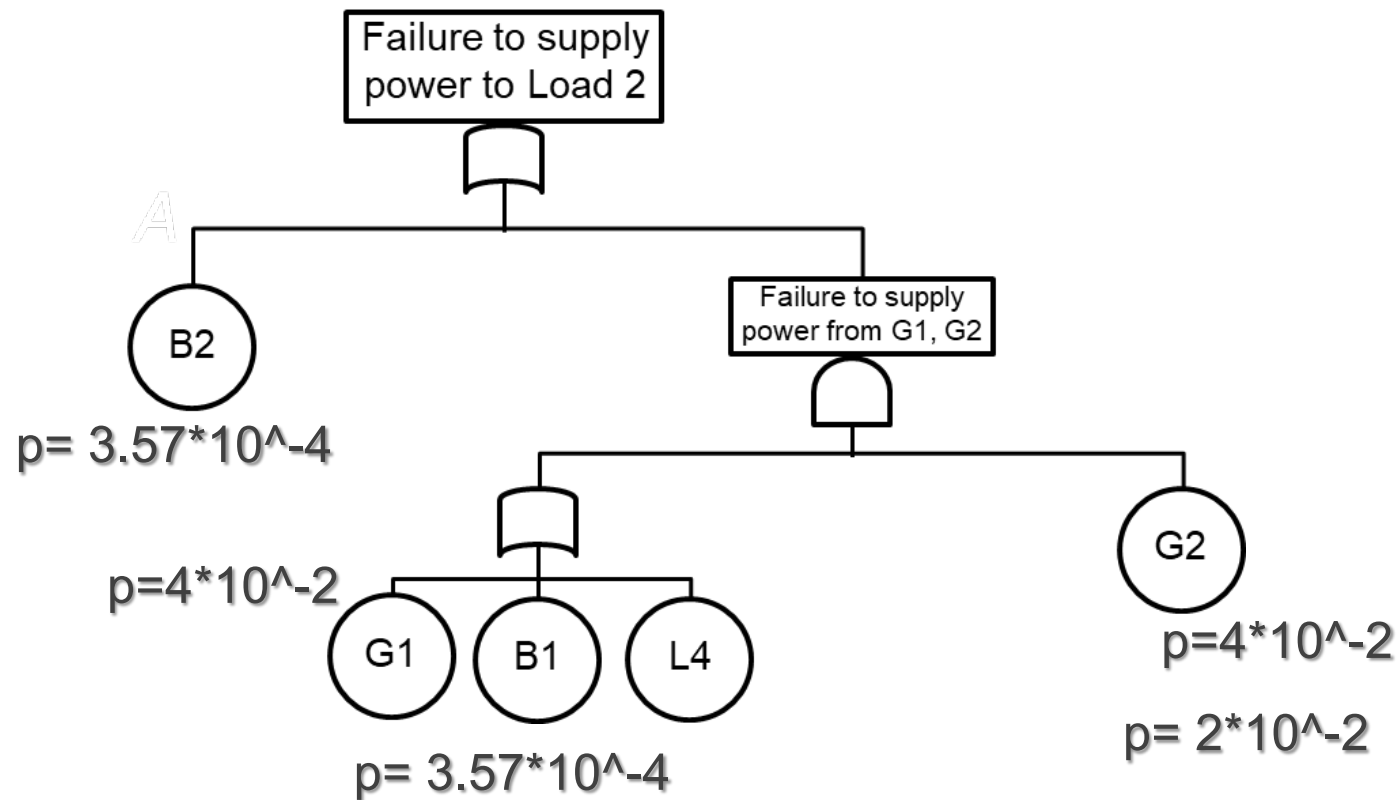 Failure to supply
power to Load 2
A
B2
p= 3.57*10^-4
Failure to supply
power from G1, G2
p=4*10^-2
G1
B1
L4
p= 3.57*10^-4
G2
p=4*10^-2
p= 2*10^-2